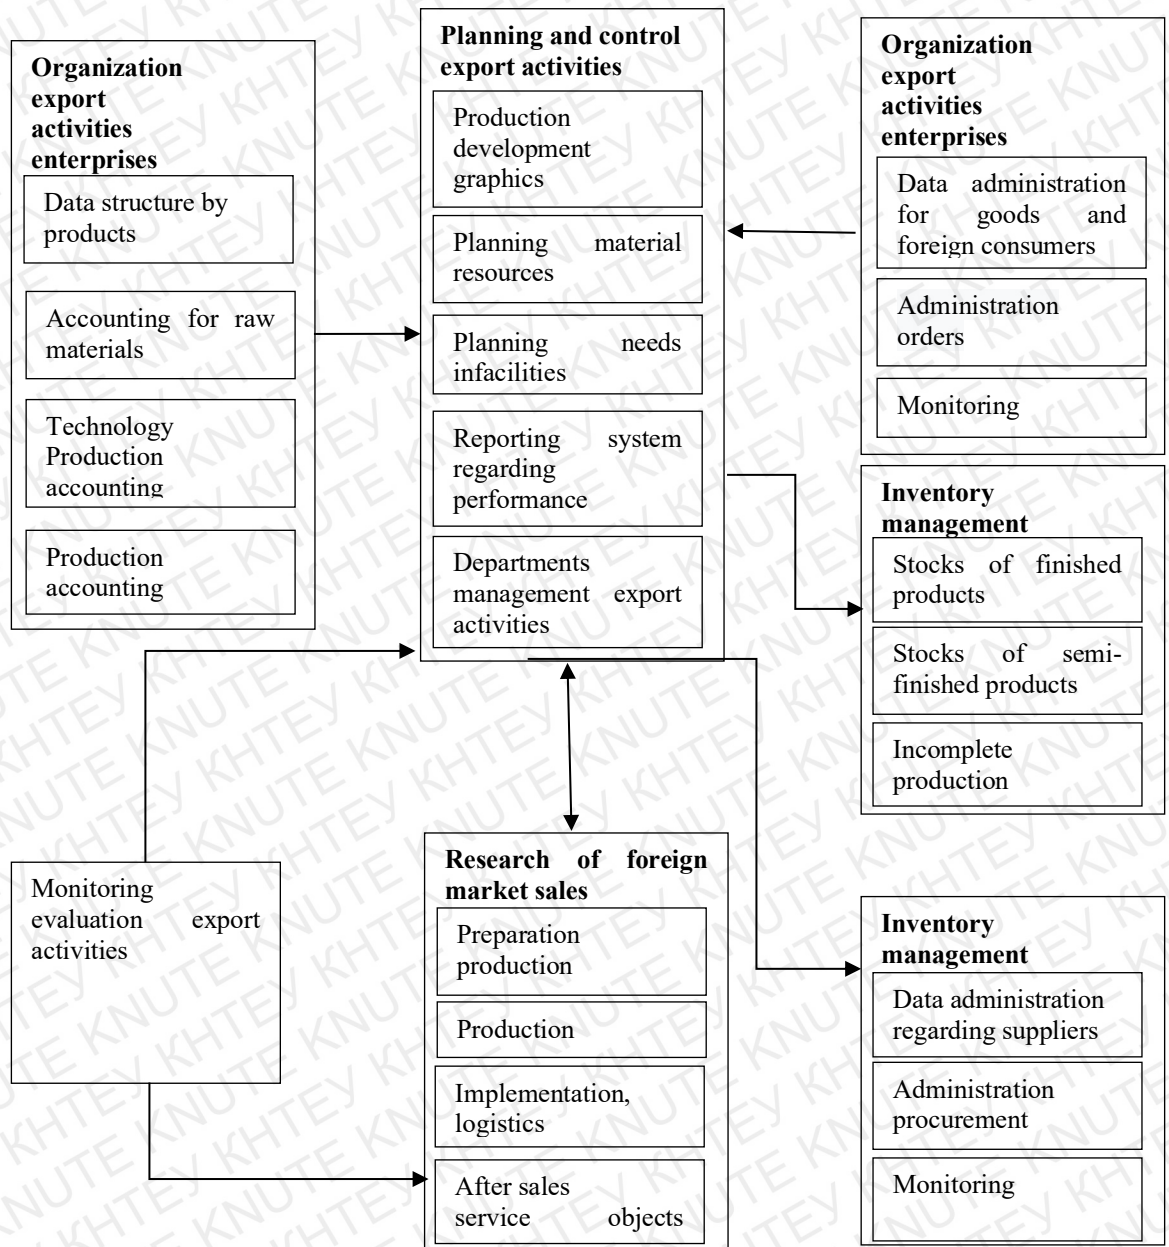 Organization
export
activities
enterprises
Data structure by
products
Accounting for raw
materials
Technology
Production
accounting
Production
accounting
Planning and control
export activities
Production
development
graphics
Planning material
resources
Planning needs
infacilities
Reporting system
regarding
performance
Departments
management export
activities
Organization
export
activities
enterprises
Data administration
for goods and
foreign consumers
Administration
orders
Monitoring
Inventory
management
Stocks of finished
products
Stocks of semi-
finished products
Incomplete
production
Monitoring
evaluation export
activities
Research of foreign
market sales
Preparation
production
Production
Implementation,
logistics
After sales
service objects
Inventory
management
Data administration
regarding suppliers
Administration
procurement
Monitoring
KNUTE КНТЕУ